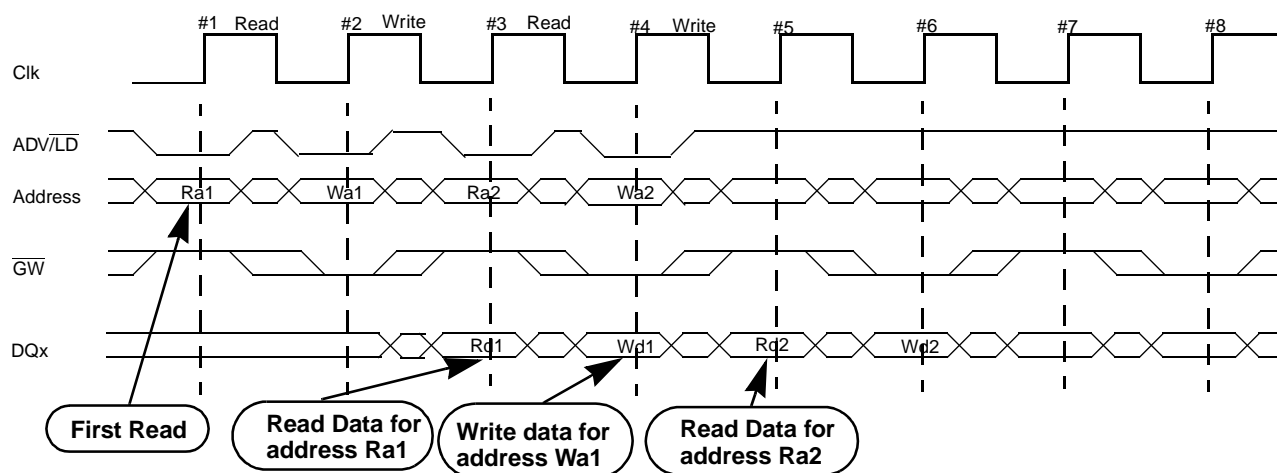 #1 Read #2 Write #3 Read #4 Write #5 #6 #7 #8
Clk
ADV/LD
Address Ra1 Wa1 Ra2 Wa2
GW
DQx Rd1 Wd1 Rd2 Wd2
First Read
Read Data for
address Ra1
Write data for
address Wa1
Read Data for
address Ra2